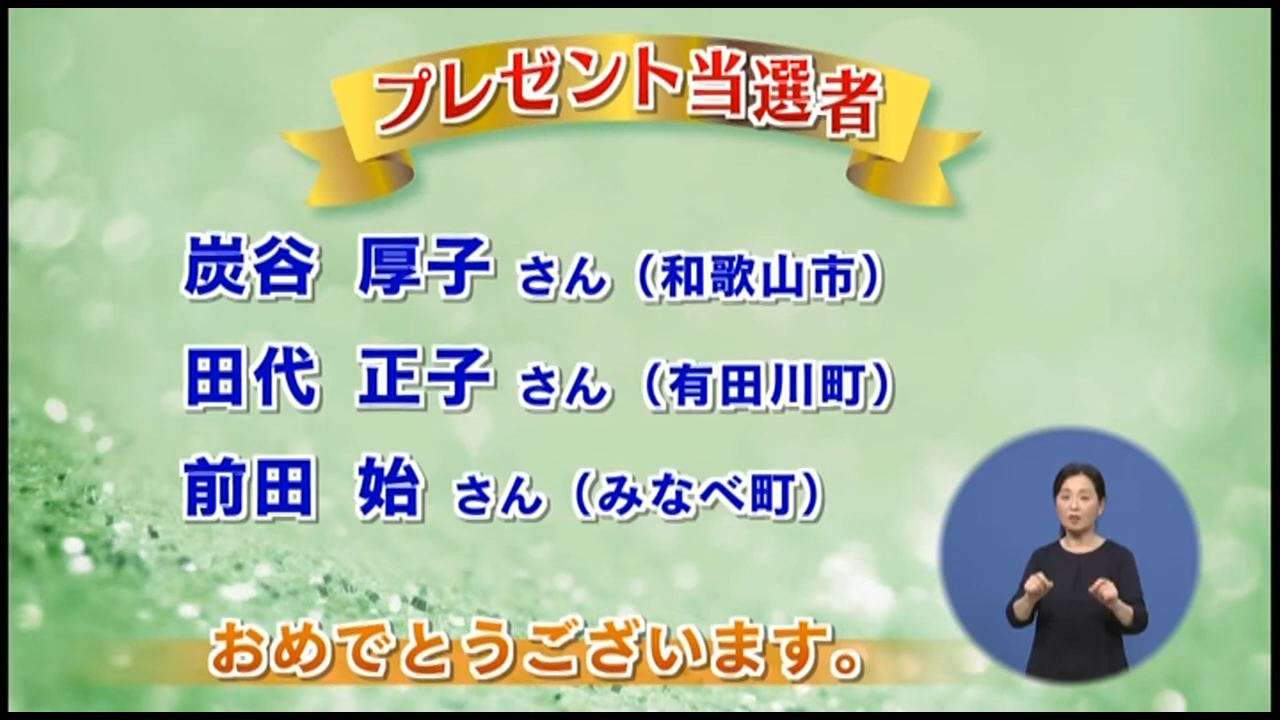 プレゼント当選者
炭谷 厚子 さん（和歌山市）
田代 正子 さん（有田川町）
前田 始 さん（みなべ町）
おめでとうございます。